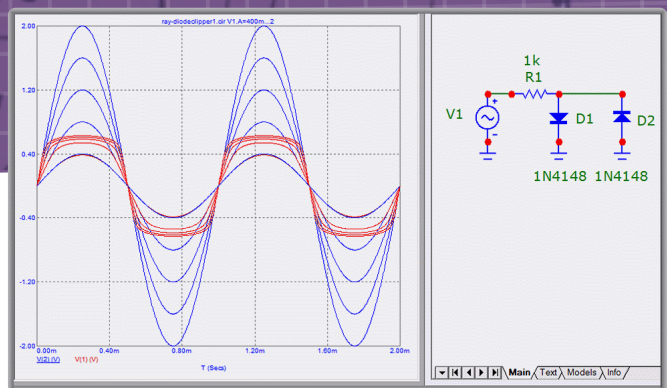 ray-diodeclipper1.cir V1.A=400m...2
2.00
1.20
0.40
-0.40
-1.20
-2.00
0.00m 0.40m 0.80m 1.20m 1.60m 2.00m
V(2) (V) V(1) (V)
T (Secs)
1k
R1
V1
D1
D2
1N4148 1N4148
Main Text Models Info